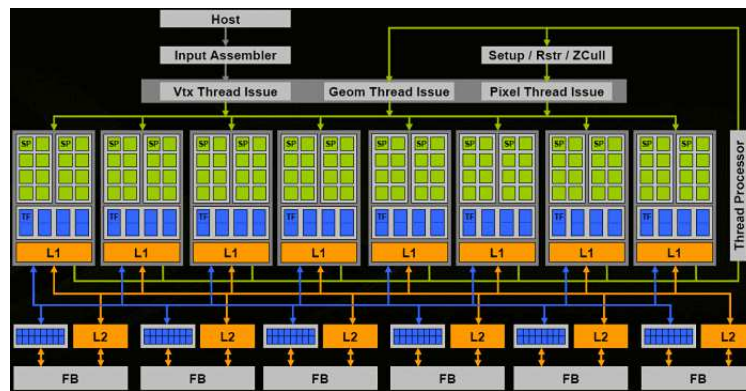 Host
Input Assembler
Setup / Rstr / ZCull
Vtx Thread Issue
Geom Thread Issue
Pixel Thread Issue
SP SP SP SP SP SP SP SP SP SP SP SP SP SP SP SP
TF TF TF TF TF TF TF TF
L1 L1 L1 L1 L1 L1 L1 L1
Thread Processor
L2 L2 L2 L2 L2 L2
FB FB FB FB FB FB